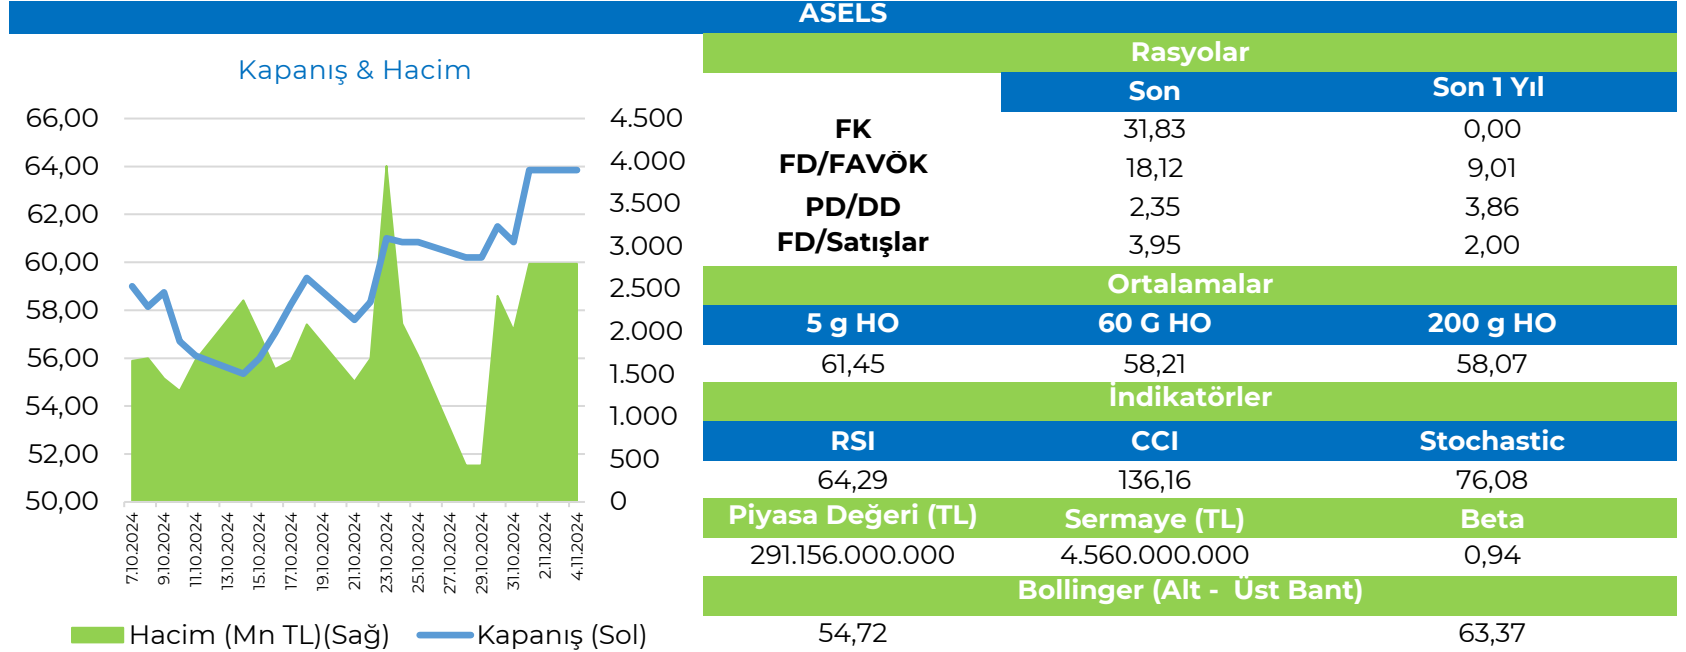 ASELS
Kapanış & Hacim
66,00
64,00
62,00
60,00
58,00
56,00
54,00
52,00
50,00
4.500
4.000
3.500
3.000
2.500
2.000
1.500
1.000
500
0
7.10.2024
9.10.2024
11.10.2024
13.10.2024
15.10.2024
17.10.2024
19.10.2024
21.10.2024
23.10.2024
25.10.2024
27.10.2024
29.10.2024
31.10.2024
2.11.2024
4.11.2024
Hacim (Mn TL)(Sağ) Kapanış (Sol)
Rasyolar
Son Son 1 Yıl
FK 31,83 0,00
FD/FAVÖK 18,12 9,01
PD/DD 2,35 3,86
FD/Satışlar 3,95 2,00
Ortalamalar
5 g HO 60 G HO 200 g HO
61,45 58,21 58,07
İndikatörler
RSI CCI Stochastic
64,29 136,16 76,08
Piyasa Değeri (TL) Sermaye (TL) Beta
291.156.000.000 4.560.000.000 0,94
Bollinger (Alt - Üst Bant)
54,72 63,37